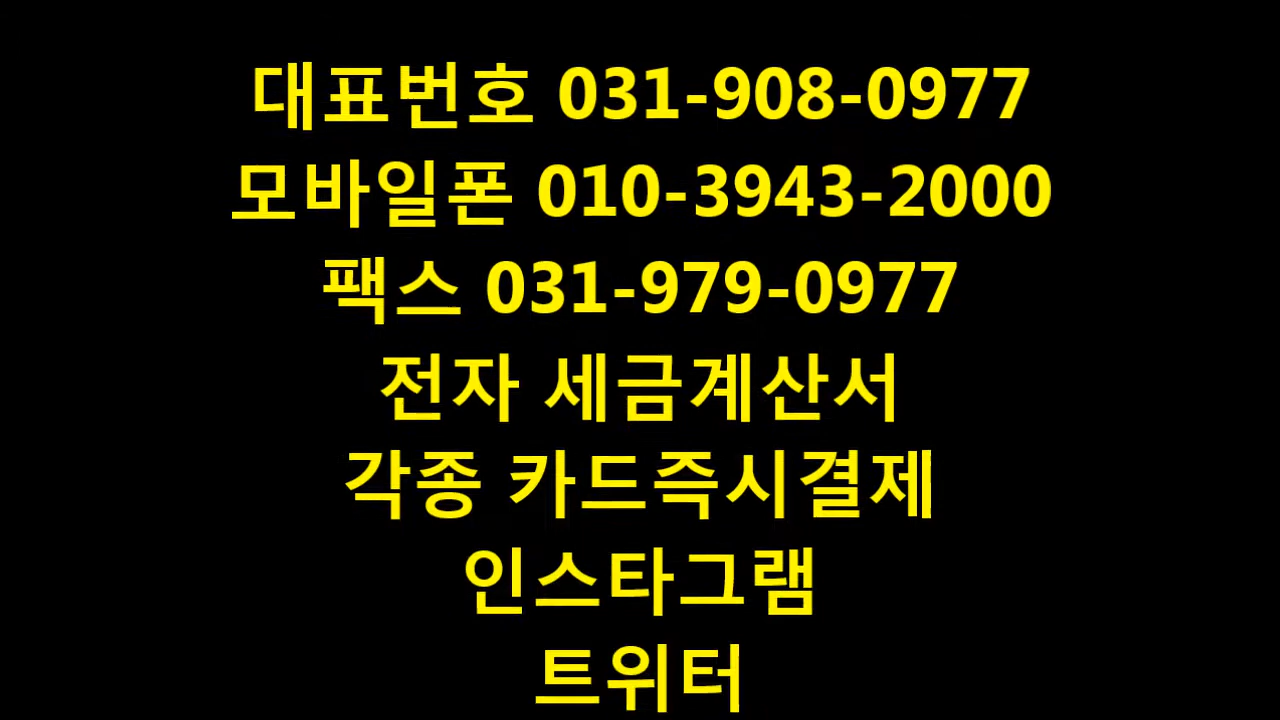 대표번호 031-908-0977
모바일폰 010-3943-2000
팩스 031-979-0977
전자 세금계산서
각종 카드즉시결제
인스타그램
트위터